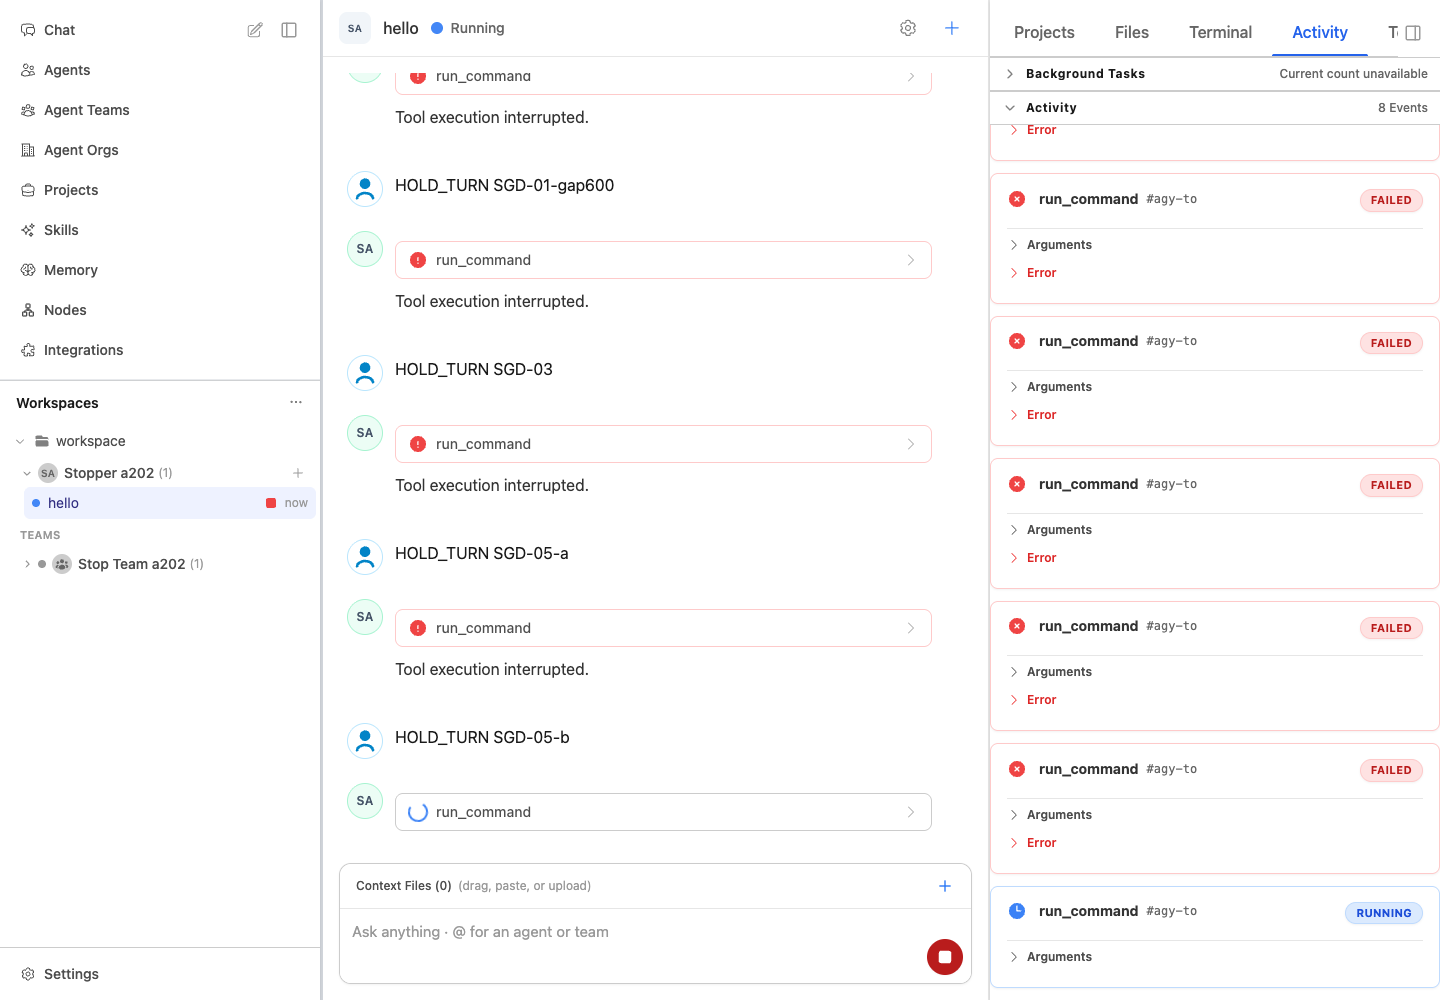 Chat
Agents
Agent Teams
Agent Orgs
Projects
Skills
Memory
Nodes
Integrations
Workspaces
workspace
SA Stopper a202 (1)
hello now
TEAMS
Stop Team a202 (1)
Settings
SA hello Running
run_command
Tool execution interrupted.
HOLD_TURN SGD-01-gap600
SA
run_command
Tool execution interrupted.
HOLD_TURN SGD-03
SA
run_command
Tool execution interrupted.
HOLD_TURN SGD-05-a
SA
run_command
Tool execution interrupted.
HOLD_TURN SGD-05-b
SA
run_command
Context Files (0) (drag, paste, or upload)
Ask anything · @ for an agent or team
Projects Files Terminal Activity
Background Tasks Current count unavailable
Activity 8 Events
Error
run_command #agy-to FAILED
Arguments
Error
run_command #agy-to FAILED
Arguments
Error
run_command #agy-to FAILED
Arguments
Error
run_command #agy-to FAILED
Arguments
Error
run_command #agy-to FAILED
Arguments
Error
run_command #agy-to RUNNING
Arguments